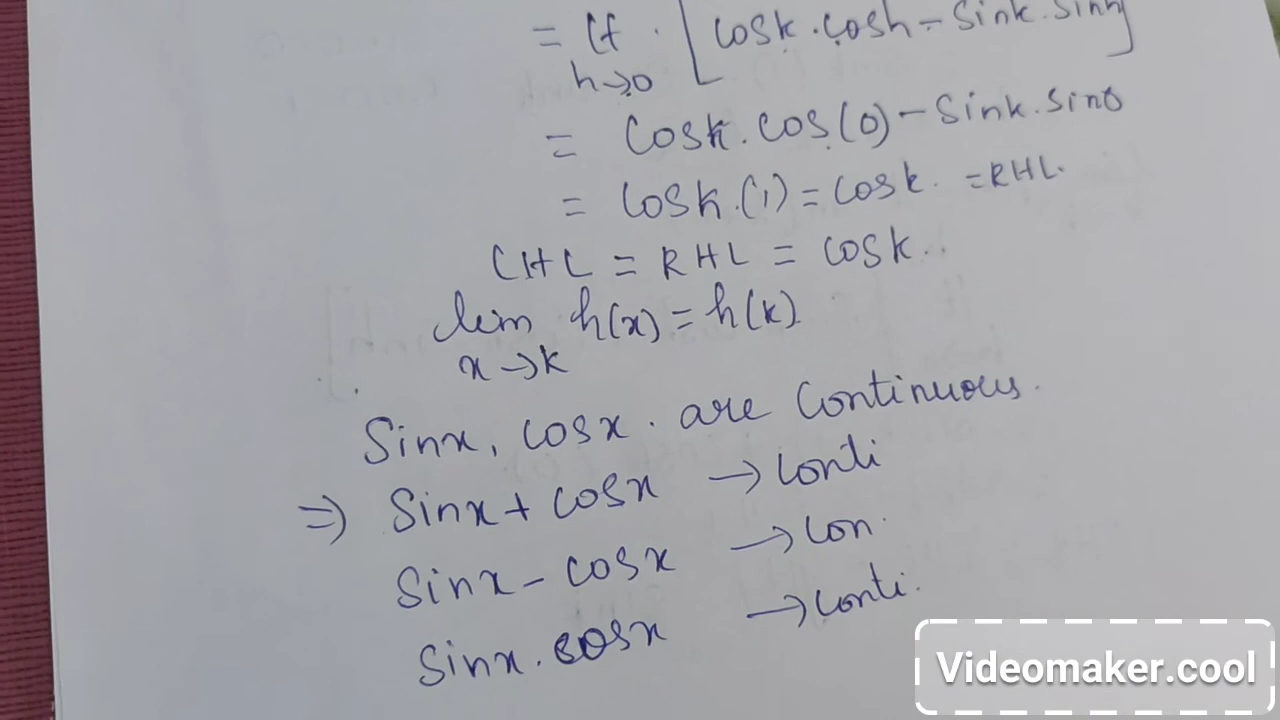 = lt [cosk.cosh - sink.sinh]
h→0
= cosk.cos(0) - sink.sin0
= cosk.(1) = cosk. = RHL.
LHL = RHL = cosk..
lim h(x) = h(k).
x→k
Sinx, cosx. are continuous.
⇒ Sinx + cosx → conti
Sinx - cosx → con.
Sinx.cosx → conti.
Videomaker.cool